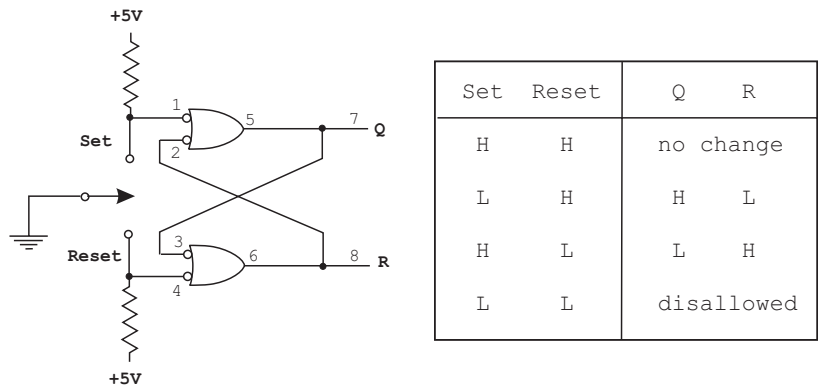 +5V
1
5
7
Q
Set
2
3
Reset
6
8
R
4
+5V
Set Reset Q R
H H no change
L H H L
H L L H
L L disallowed